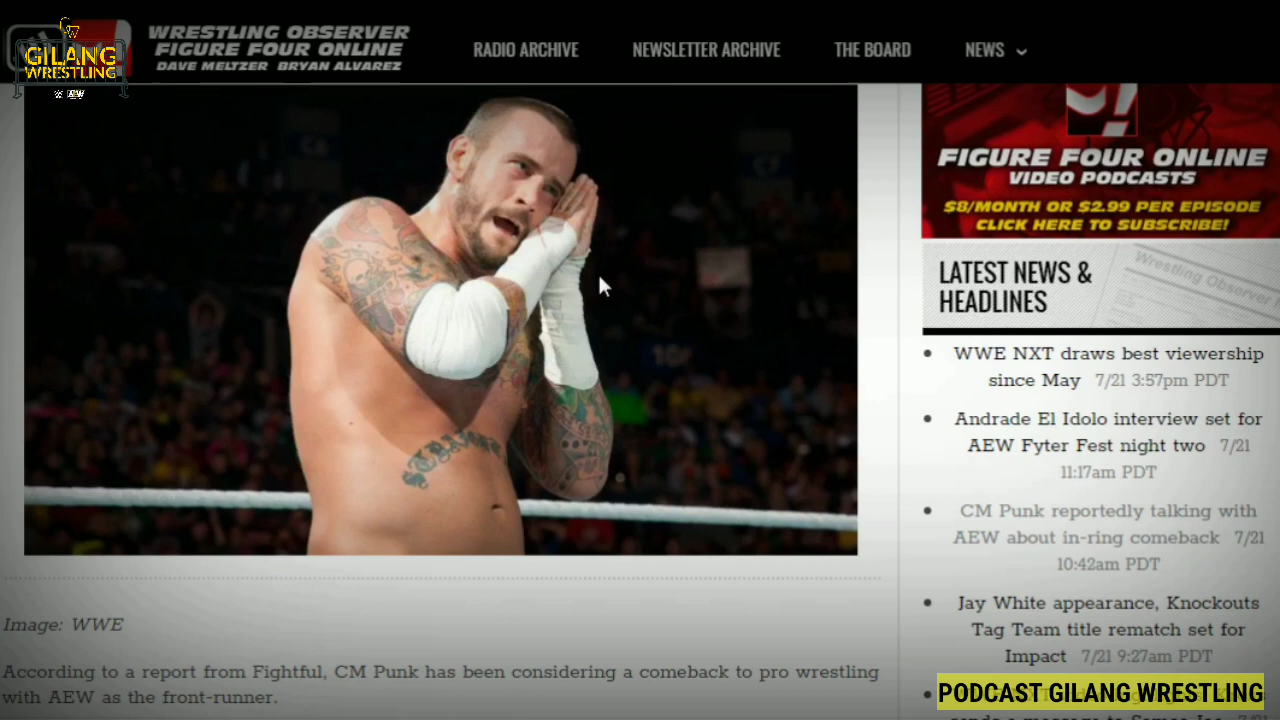 GILANG
WRESTLING
AEW
WRESTLING OBSERVER
FIGURE FOUR ONLINE
DAVE MELTZER BRYAN ALVAREZ
RADIO ARCHIVE
NEWSLETTER ARCHIVE
THE BOARD
NEWS
FIGURE FOUR ONLINE
VIDEO PODCASTS
$8/MONTH OR $2.99 PER EPISODE
CLICK HERE TO SUBSCRIBE!
LATEST NEWS &
HEADLINES
Wrestling Observer
WWE NXT draws best viewership
since May 7/21 3:57pm PDT
Andrade El Idolo interview set for
AEW Fyter Fest night two 7/21
11:17am PDT
CM Punk reportedly talking with
AEW about in-ring comeback 7/21
10:42am PDT
Jay White appearance, Knockouts
Tag Team title rematch set for
Impact 7/21 9:27am PDT
Image: WWE
According to a report from Fightful, CM Punk has been considering a comeback to pro wrestling
with AEW as the front-runner.
PODCAST GILANG WRESTLING